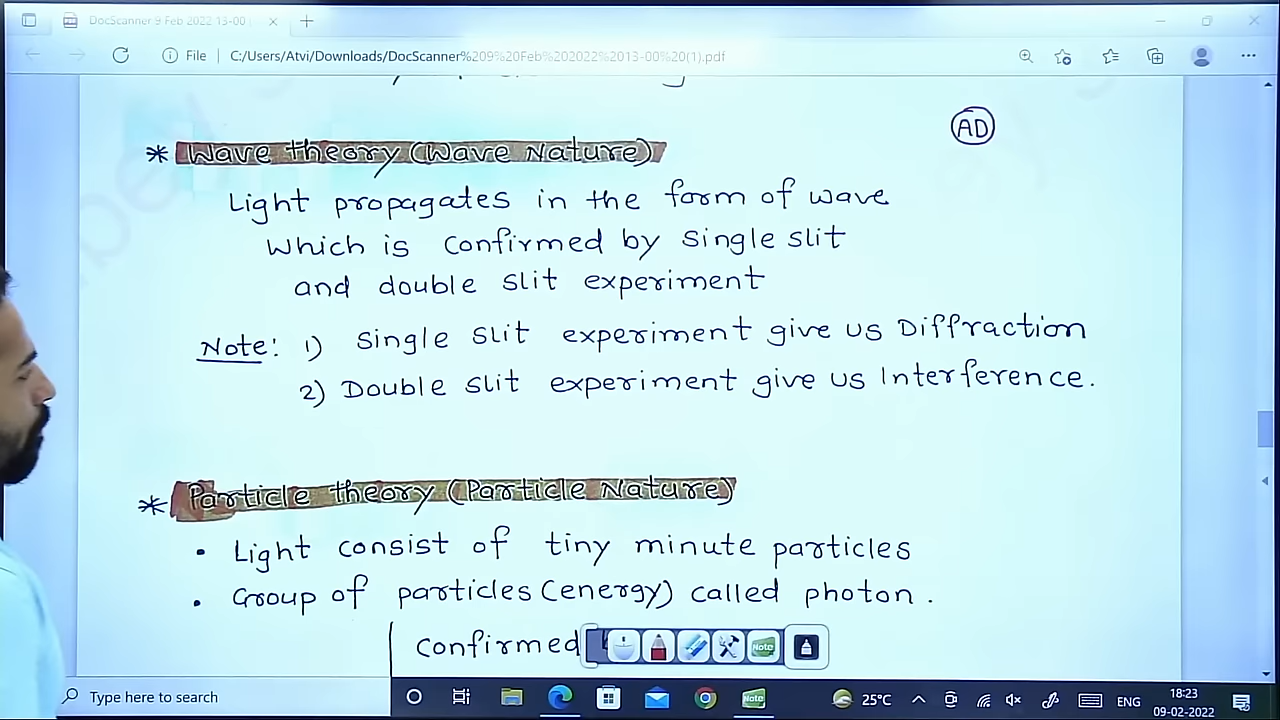 DocScanner 9 Feb 2022 13-00
File C:/Users/Atvi/Downloads/DocScanner%209%20Feb%202022%2013-00%20(1).pdf
AD
* Wave theory (Wave Nature)
Light propagates in the form of wave
Which is confirmed by single slit
and double slit experiment
Note: 1) Single Slit experiment give us Diffraction
2) Double slit experiment give us Interference.
* Particle theory (Particle Nature)
• Light consist of tiny minute particles
• Group of particles (energy) called photon.
Confirmed
Note
Type here to search
Note
25°C
ENG
18:23
09-02-2022